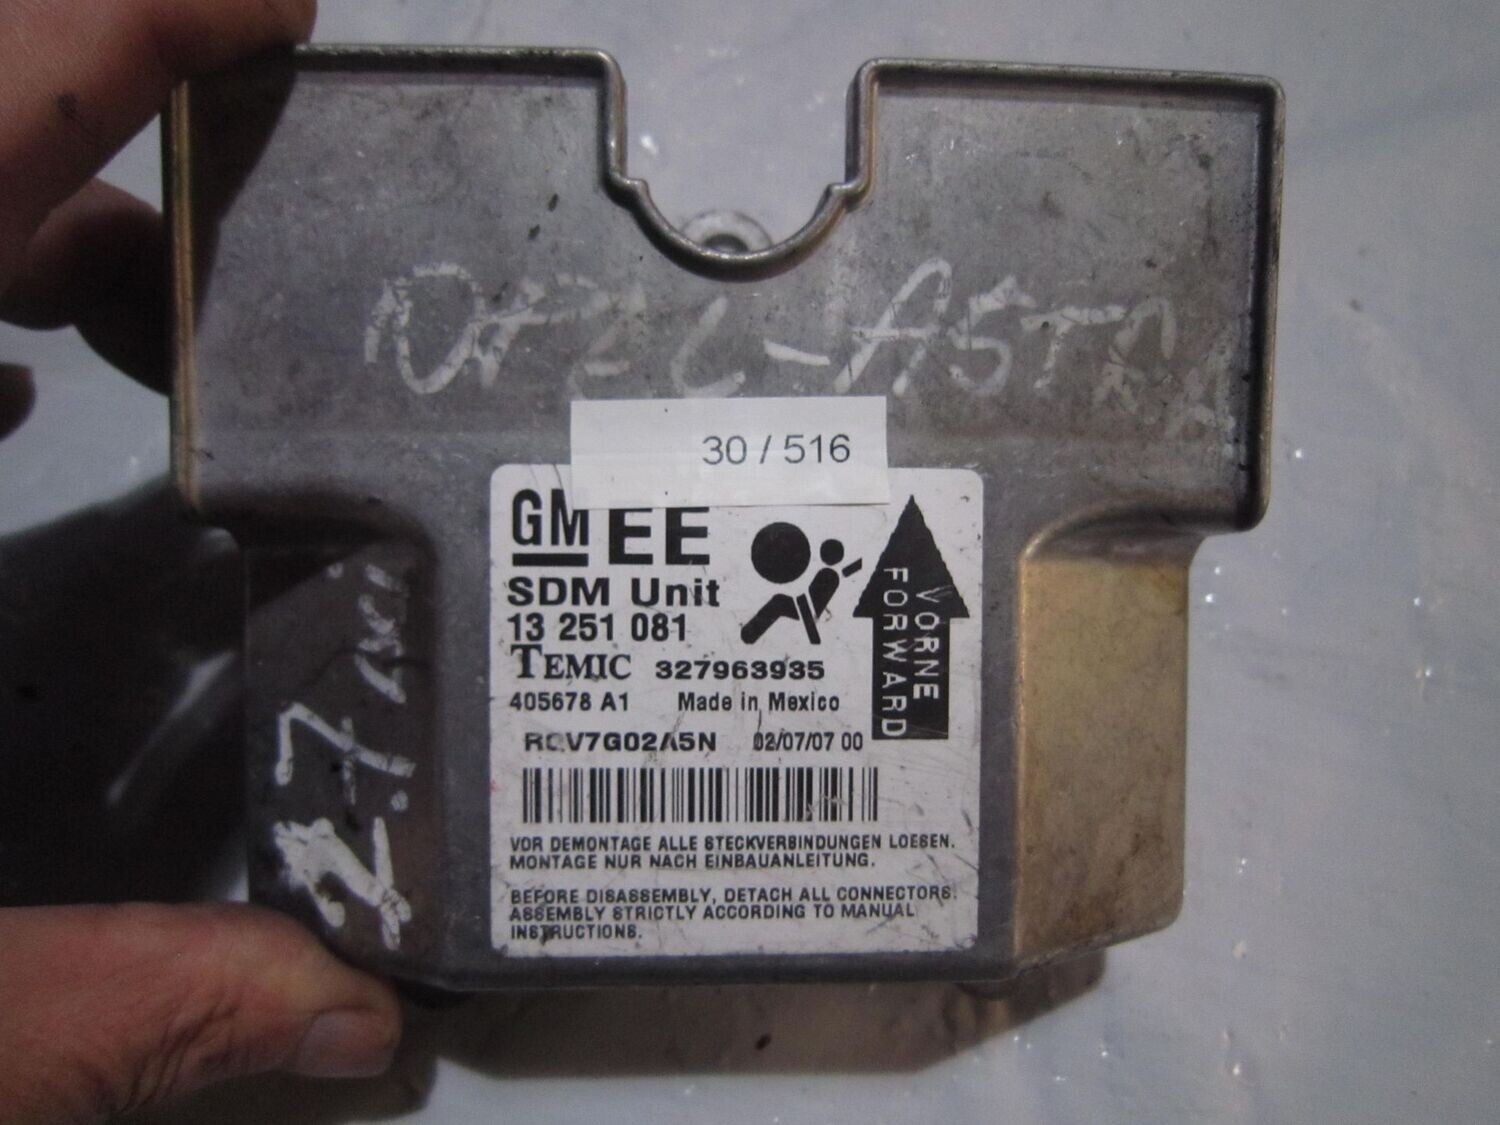 OPEL-ASTRA
30 / 516
GM EE
SDM Unit
13 251 081
TEMIC 327963935
405678 A1 Made in Mexico
RQV7G02A5N 02/07/07 00
VORNE
FORWARD
VOR DEMONTAGE ALLE STECKVERBINDUNGEN LOESEN.
MONTAGE NUR NACH EINBAUANLEITUNG.
BEFORE DISASSEMBLY, DETACH ALL CONNECTORS.
ASSEMBLY STRICTLY ACCORDING TO MANUAL
INSTRUCTIONS.